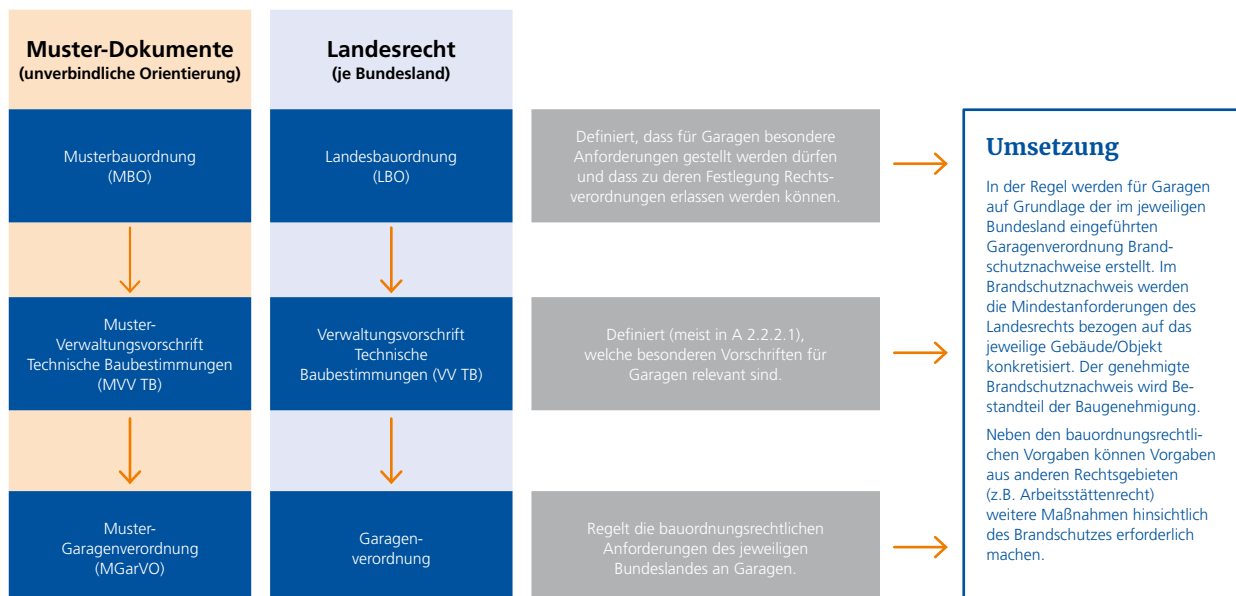 Muster-Dokumente
(unverbindliche Orientierung)
Landesrecht
(je Bundesland)
Musterbauordnung
(MBO)
Landesbauordnung
(LBO)
Definiert, dass für Garagen besondere
Anforderungen gestellt werden dürfen
und dass zu deren Festlegung Rechts-
verordnungen erlassen werden können.
Muster-
Verwaltungsvorschrift
Technische Baubestimmungen
(MVV TB)
Verwaltungsvorschrift
Technische
Baubestimmungen (VV TB)
Definiert (meist in A 2.2.2.1),
welche besonderen Vorschriften für
Garagen relevant sind.
Muster-
Garagenverordnung
(MGarVO)
Garagen-
verordnung
Regelt die bauordnungsrechtlichen
Anforderungen des jeweiligen
Bundeslandes an Garagen.
Umsetzung
In der Regel werden für Garagen
auf Grundlage der im jeweiligen
Bundesland eingeführten
Garagenverordnung Brand-
schutznachweise erstellt. Im
Brandschutznachweis werden
die Mindestanforderungen des
Landesrechts bezogen auf das
jeweilige Gebäude/Objekt
konkretisiert. Der genehmigte
Brandschutznachweis wird Be-
standteil der Baugenehmigung.
Neben den bauordnungsrechtli-
chen Vorgaben können Vorgaben
aus anderen Rechtsgebieten
(z.B. Arbeitsstättenrecht)
weitere Maßnahmen hinsichtlich
des Brandschutzes erforderlich
machen.